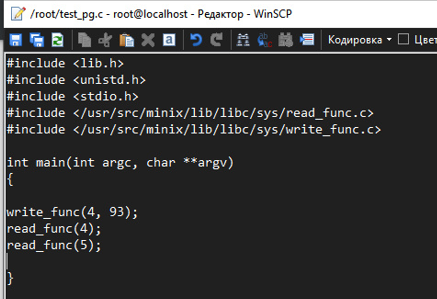 /root/test_pg.c - root@localhost - Редактор - WinSCP
Кодировка
Цвет
#include <lib.h>
#include <unistd.h>
#include <stdio.h>
#include </usr/src/minix/lib/libc/sys/read_func.c>
#include </usr/src/minix/lib/libc/sys/write_func.c>
int main(int argc, char **argv)
{
write_func(4, 93);
read_func(4);
read_func(5);
}